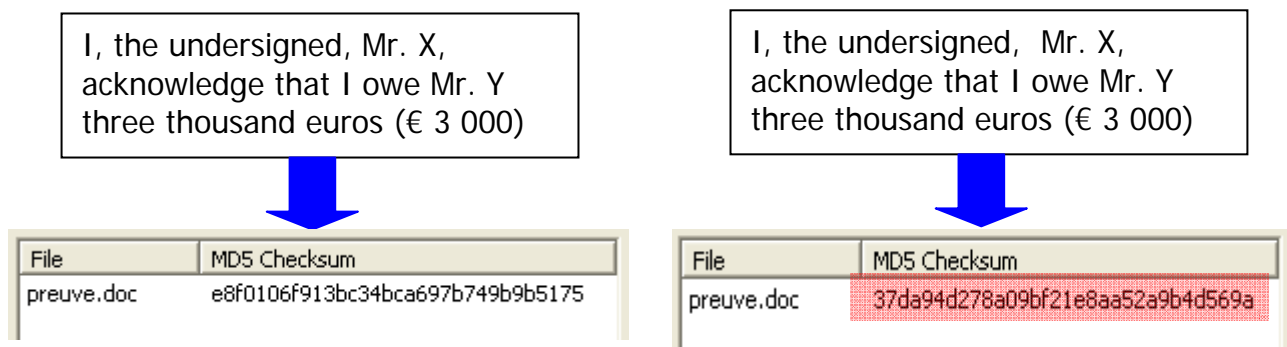 I, the undersigned, Mr. X,
acknowledge that I owe Mr. Y
three thousand euros (€ 3 000)
File MD5 Checksum
preuve.doc e8f0106f913bc34bca697b749b9b5175
I, the undersigned,  Mr. X,
acknowledge that I owe Mr. Y
three thousand euros (€ 3 000)
File MD5 Checksum
preuve.doc 37da94d278a09bf21e8aa52a9b4d569a